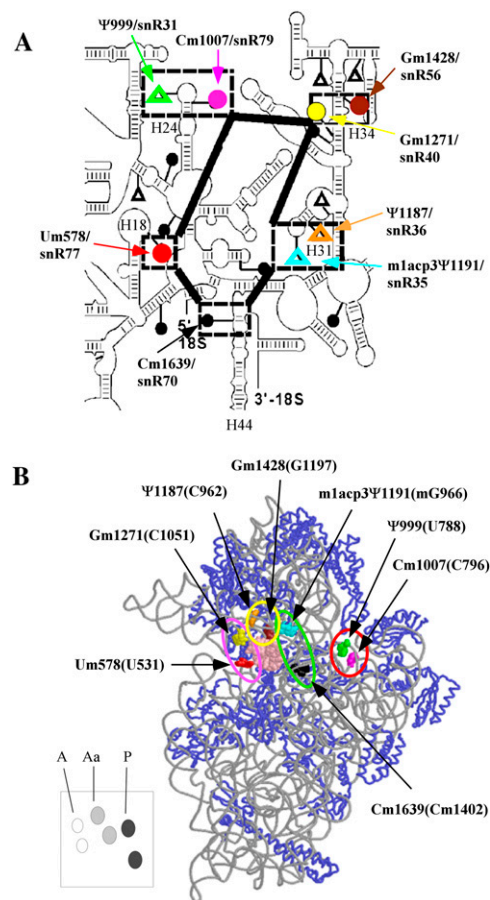 A
Ψ999/snR31
Cm1007/snR79
Gm1428/
snR56
H24
H34
Gm1271/
snR40
H18
Ψ1187/
snR36
Um578/
snR77
H31
m1acp3Ψ1191/
snR35
5'
18S
Cm1639/
snR70
3'-18S
H44
B
Gm1428(G1197)
Ψ1187(C962)
m1acp3Ψ1191(mG966)
Gm1271(C1051)
Ψ999(U788)
Cm1007(C796)
Um578(U531)
A
Aa
P
Cm1639(Cm1402)